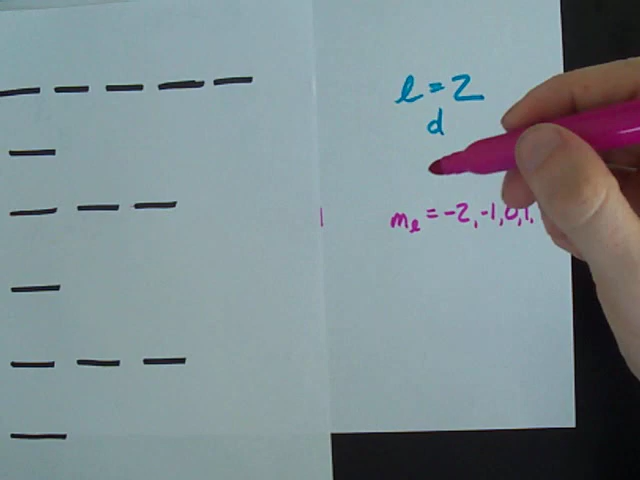 l = 2
d
mₗ = -2, -1, 0, 1,